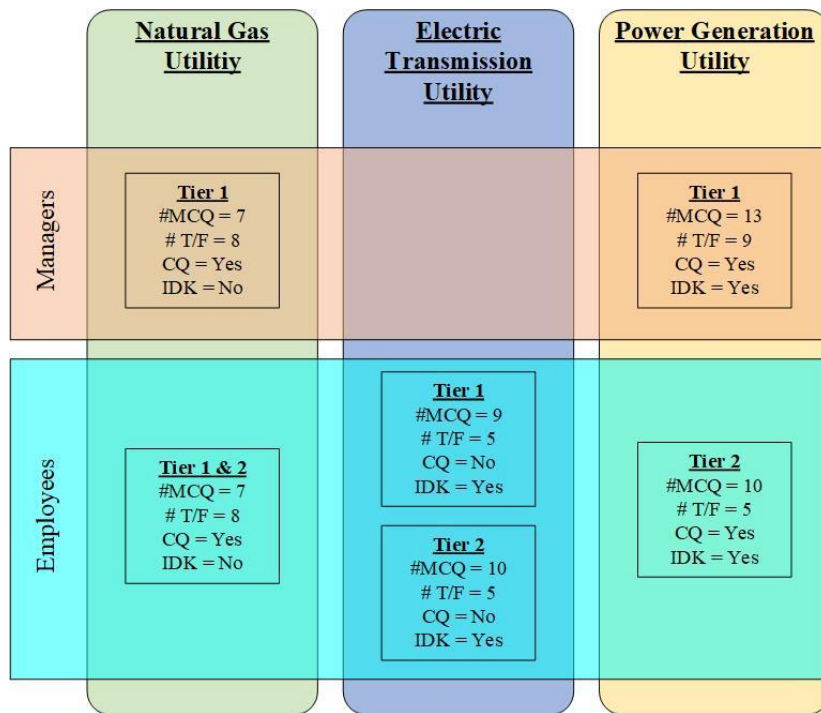 Natural Gas
Utilitiy
Electric
Transmission
Utility
Power Generation
Utility
Managers
Tier 1
#MCQ = 7
# T/F = 8
CQ = Yes
IDK = No
Tier 1
#MCQ = 13
# T/F = 9
CQ = Yes
IDK = Yes
Employees
Tier 1 & 2
#MCQ = 7
# T/F = 8
CQ = Yes
IDK = No
Tier 1
#MCQ = 9
# T/F = 5
CQ = No
IDK = Yes
Tier 2
#MCQ = 10
# T/F = 5
CQ = No
IDK = Yes
Tier 2
#MCQ = 10
# T/F = 5
CQ = Yes
IDK = Yes